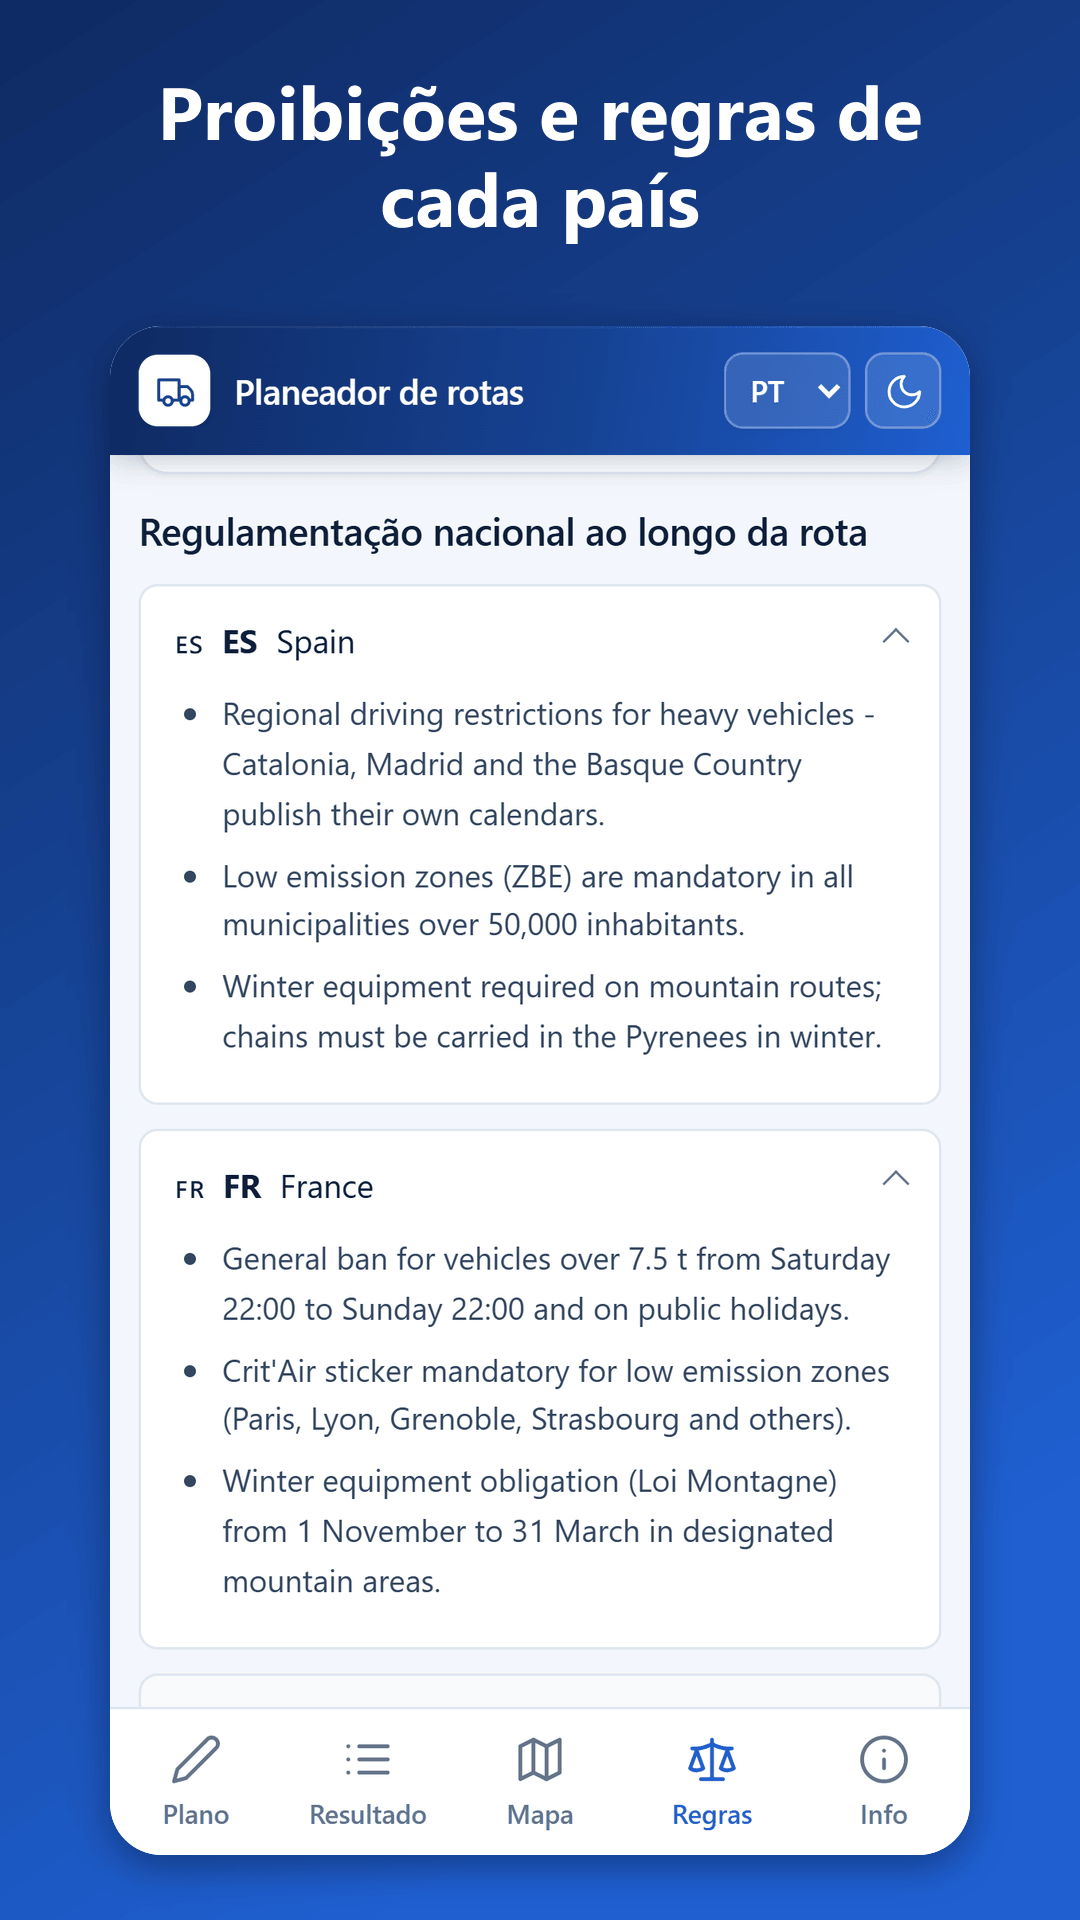 Proibições e regras de
cada país
Planeador de rotas
PT
Regulamentação nacional ao longo da rota
ES ES Spain
Regional driving restrictions for heavy vehicles -
Catalonia, Madrid and the Basque Country
publish their own calendars.
Low emission zones (ZBE) are mandatory in all
municipalities over 50,000 inhabitants.
Winter equipment required on mountain routes;
chains must be carried in the Pyrenees in winter.
FR FR France
General ban for vehicles over 7.5 t from Saturday
22:00 to Sunday 22:00 and on public holidays.
Crit'Air sticker mandatory for low emission zones
(Paris, Lyon, Grenoble, Strasbourg and others).
Winter equipment obligation (Loi Montagne)
from 1 November to 31 March in designated
mountain areas.
Plano Resultado Mapa Regras Info